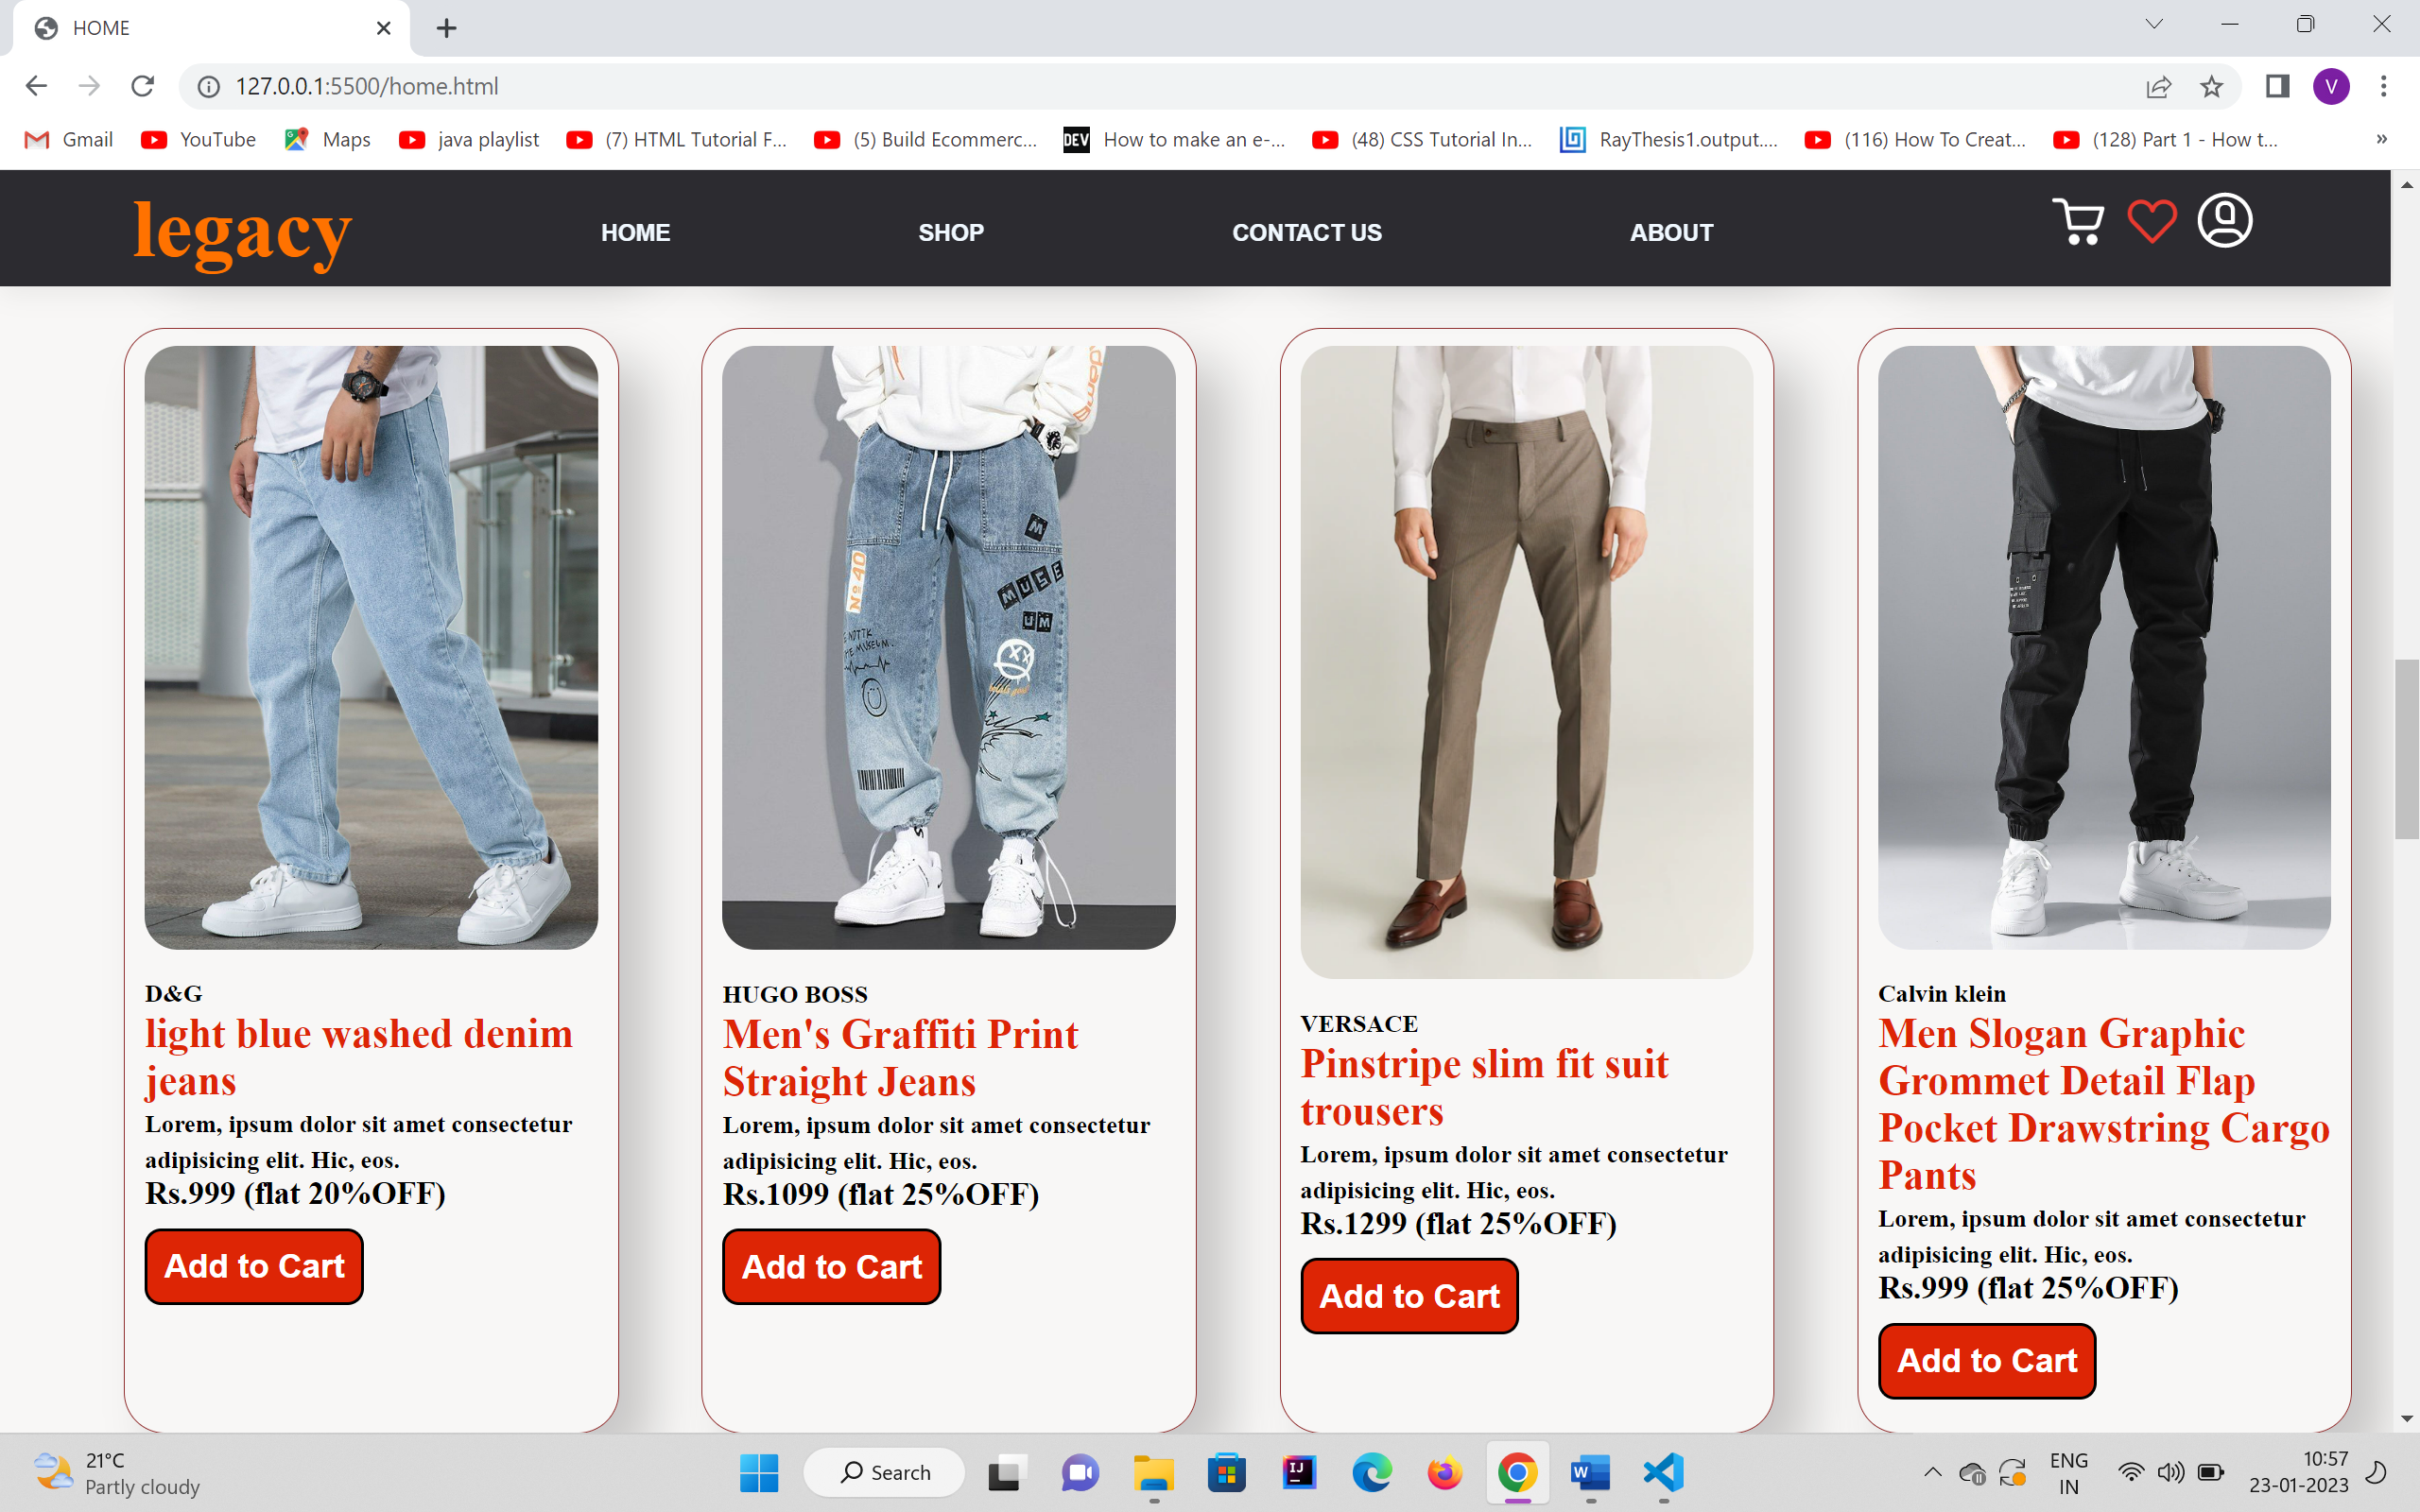 HOME
127.0.0.1:5500/home.html
Gmail
YouTube
Maps
java playlist
(7) HTML Tutorial F...
(5) Build Ecommerc...
DEV
How to make an e-...
(48) CSS Tutorial In...
RayThesis1.output....
(116) How To Creat...
(128) Part 1 - How t...
»
V
legacy
HOME
SHOP
CONTACT US
ABOUT
No 40
M
MUSE
UM
THE MUSEUM.
D&G
light blue washed denim
jeans
Lorem, ipsum dolor sit amet consectetur
adipisicing elit. Hic, eos.
Rs.999 (flat 20%OFF)
Add to Cart
HUGO BOSS
Men's Graffiti Print
Straight Jeans
Lorem, ipsum dolor sit amet consectetur
adipisicing elit. Hic, eos.
Rs.1099 (flat 25%OFF)
Add to Cart
VERSACE
Pinstripe slim fit suit
trousers
Lorem, ipsum dolor sit amet consectetur
adipisicing elit. Hic, eos.
Rs.1299 (flat 25%OFF)
Add to Cart
Calvin klein
Men Slogan Graphic
Grommet Detail Flap
Pocket Drawstring Cargo
Pants
Lorem, ipsum dolor sit amet consectetur
adipisicing elit. Hic, eos.
Rs.999 (flat 25%OFF)
Add to Cart
21°C
Partly cloudy
Search
IJ
W
ENG
IN
10:57
23-01-2023